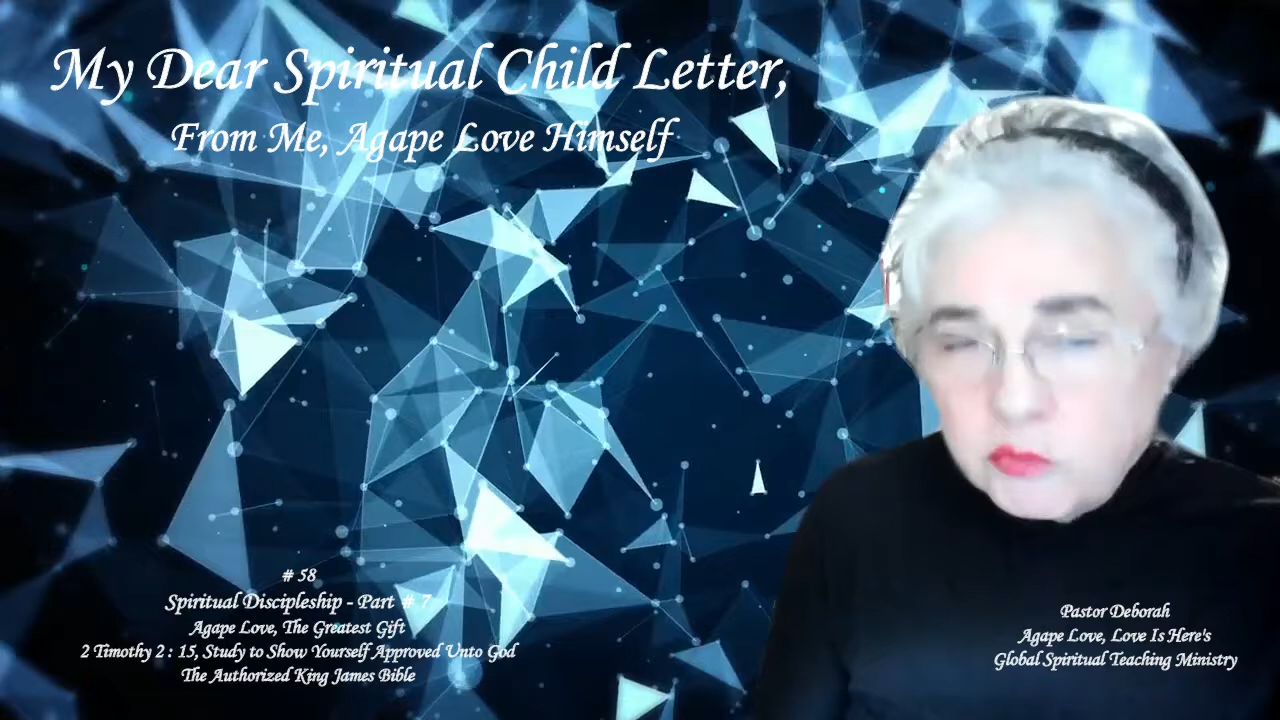 My Dear Spiritual Child Letter,
From Me, Agape Love Himself
# 58
Spiritual Discipleship - Part # 7
Agape Love, The Greatest Gift
2 Timothy 2 : 15, Study to Show Yourself Approved Unto God
The Authorized King James Bible
Pastor Deborah
Agape Love, Love Is Here's
Global Spiritual Teaching Ministry